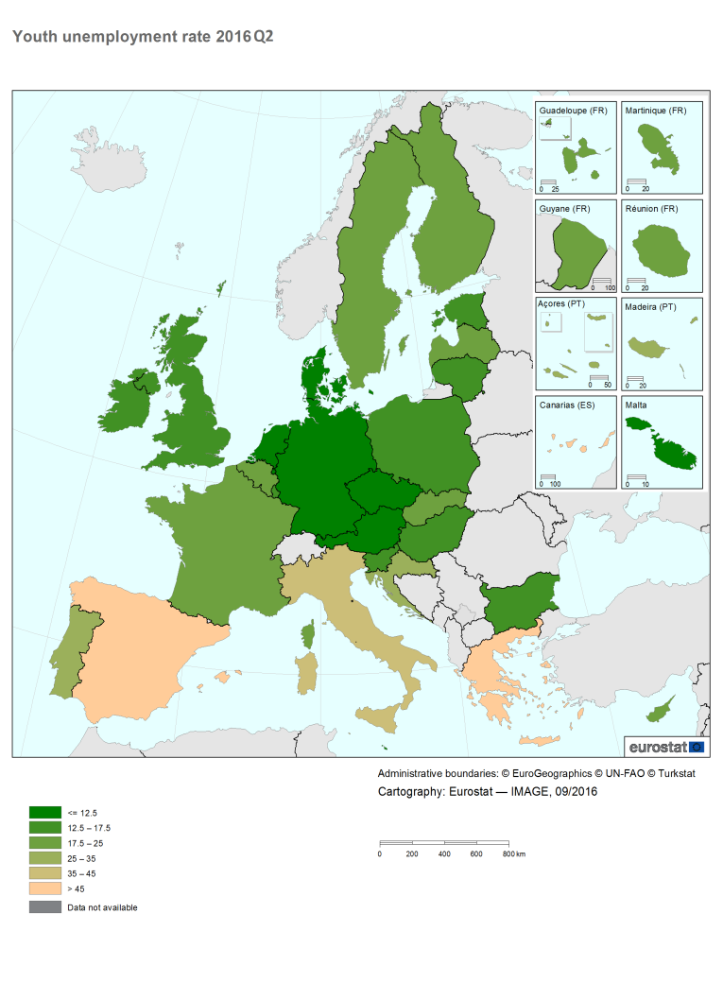 Youth unemployment rate 2016Q2
Guadeloupe (FR)
0 25
Martinique (FR)
0 20
Guyane (FR)
0 100
Réunion (FR)
0 20
Açores (PT)
0 50
Madeira (PT)
0 20
Canarias (ES)
0 100
Malta
0 10
eurostat
Administrative boundaries: © EuroGeographics © UN-FAO © Turkstat
Cartography: Eurostat — IMAGE, 09/2016
<= 12.5
12.5 – 17.5
17.5 – 25
25 – 35
35 – 45
> 45
Data not available
0 200 400 600 800 km